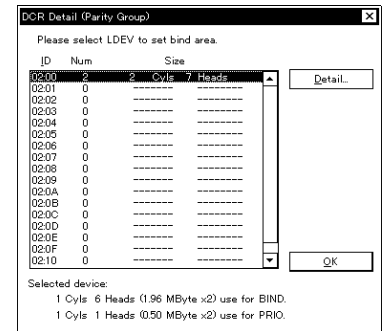 DCR Detail (Parity Group)
Please select LDEV to set bind area.
ID Num Size
02:00 2 2 Cyls 7 Heads
02:01 0 -------- --------
02:02 0 -------- --------
02:03 0 -------- --------
02:04 0 -------- --------
02:05 0 -------- --------
02:06 0 -------- --------
02:07 0 -------- --------
02:08 0 -------- --------
02:09 0 -------- --------
02:0A 0 -------- --------
02:0B 0 -------- --------
02:0C 0 -------- --------
02:0D 0 -------- --------
02:0E 0 -------- --------
02:0F 0 -------- --------
02:10 0 -------- --------
Detail...
OK
Selected device:
1 Cyls 6 Heads (1.96 MByte x2) use for BIND.
1 Cyls 1 Heads (0.50 MByte x2) use for PRIO.